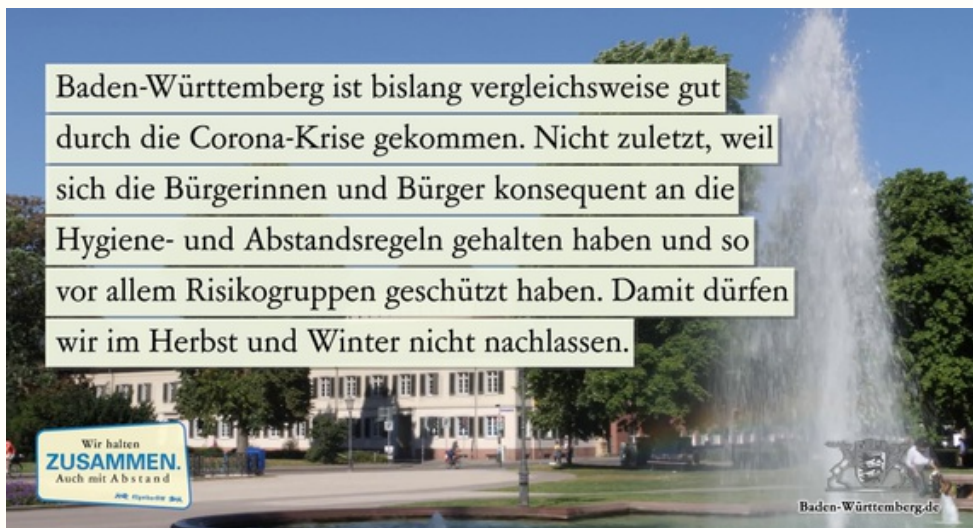 Baden-Württemberg ist bislang vergleichsweise gut
durch die Corona-Krise gekommen. Nicht zuletzt, weil
sich die Bürgerinnen und Bürger konsequent an die
Hygiene- und Abstandsregeln gehalten haben und so
vor allem Risikogruppen geschützt haben. Damit dürfen
wir im Herbst und Winter nicht nachlassen.
Wir halten
ZUSAMMEN.
Auch mit Abstand
Baden-Württemberg.de